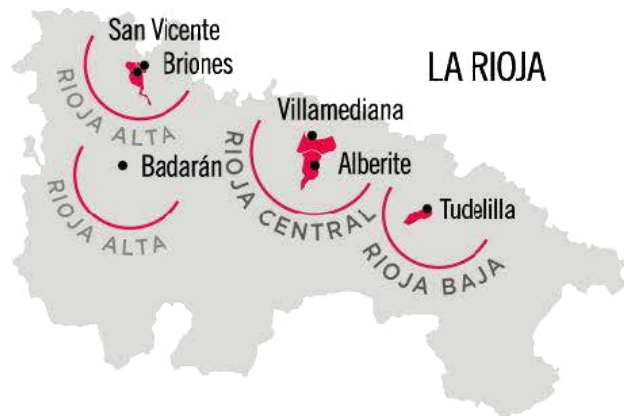 San Vicente
Briones
RIOJA ALTA
LA RIOJA
Villamediana
Alberite
RIOJA CENTRAL
Badarán
RIOJA ALTA
Tudelilla
RIOJA BAJA